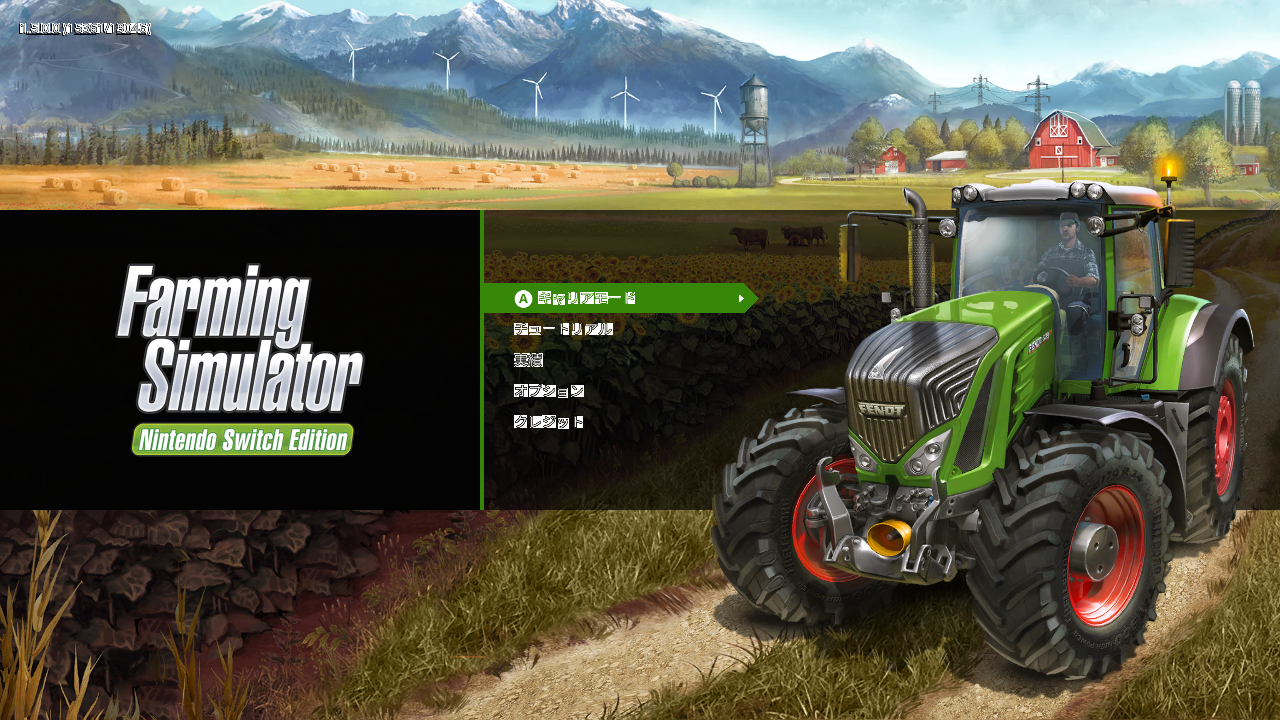 Farming
Simulator
Nintendo Switch Edition
A キャリアモード
チュートリアル
実績
オプション
クレジット
FENDT